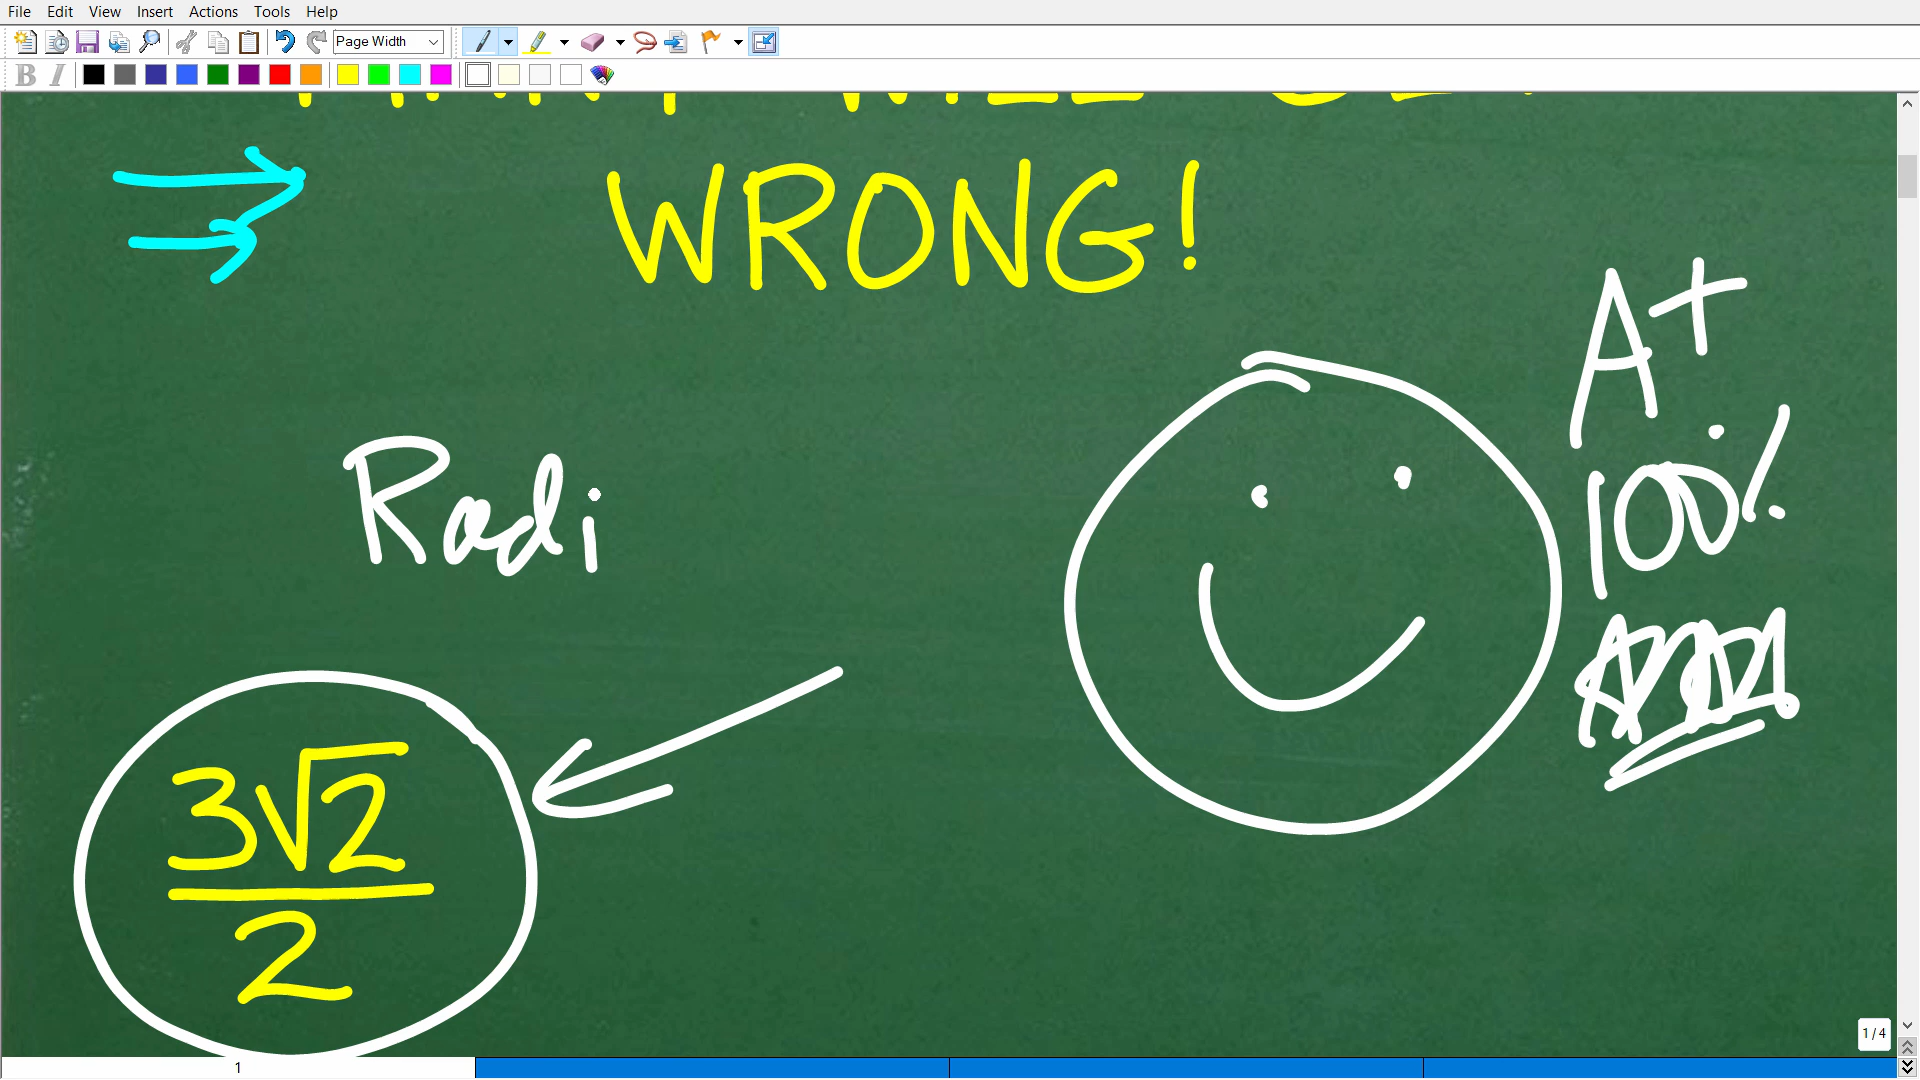 File Edit View Insert Actions Tools Help
Page Width
B I
WRONG!
A+
100%
Radi
3√2
2
1 / 4
1